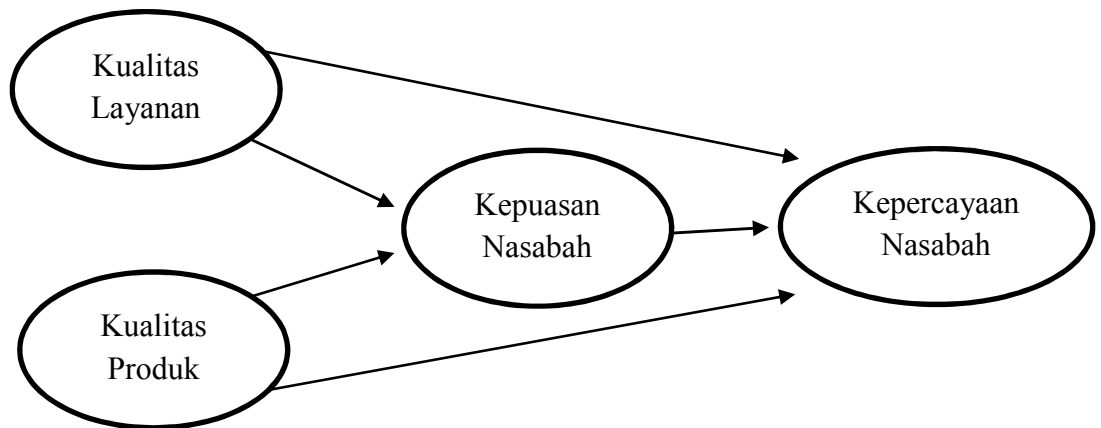 Kualitas
Layanan
Kepuasan
Nasabah
Kepercayaan
Nasabah
Kualitas
Produk